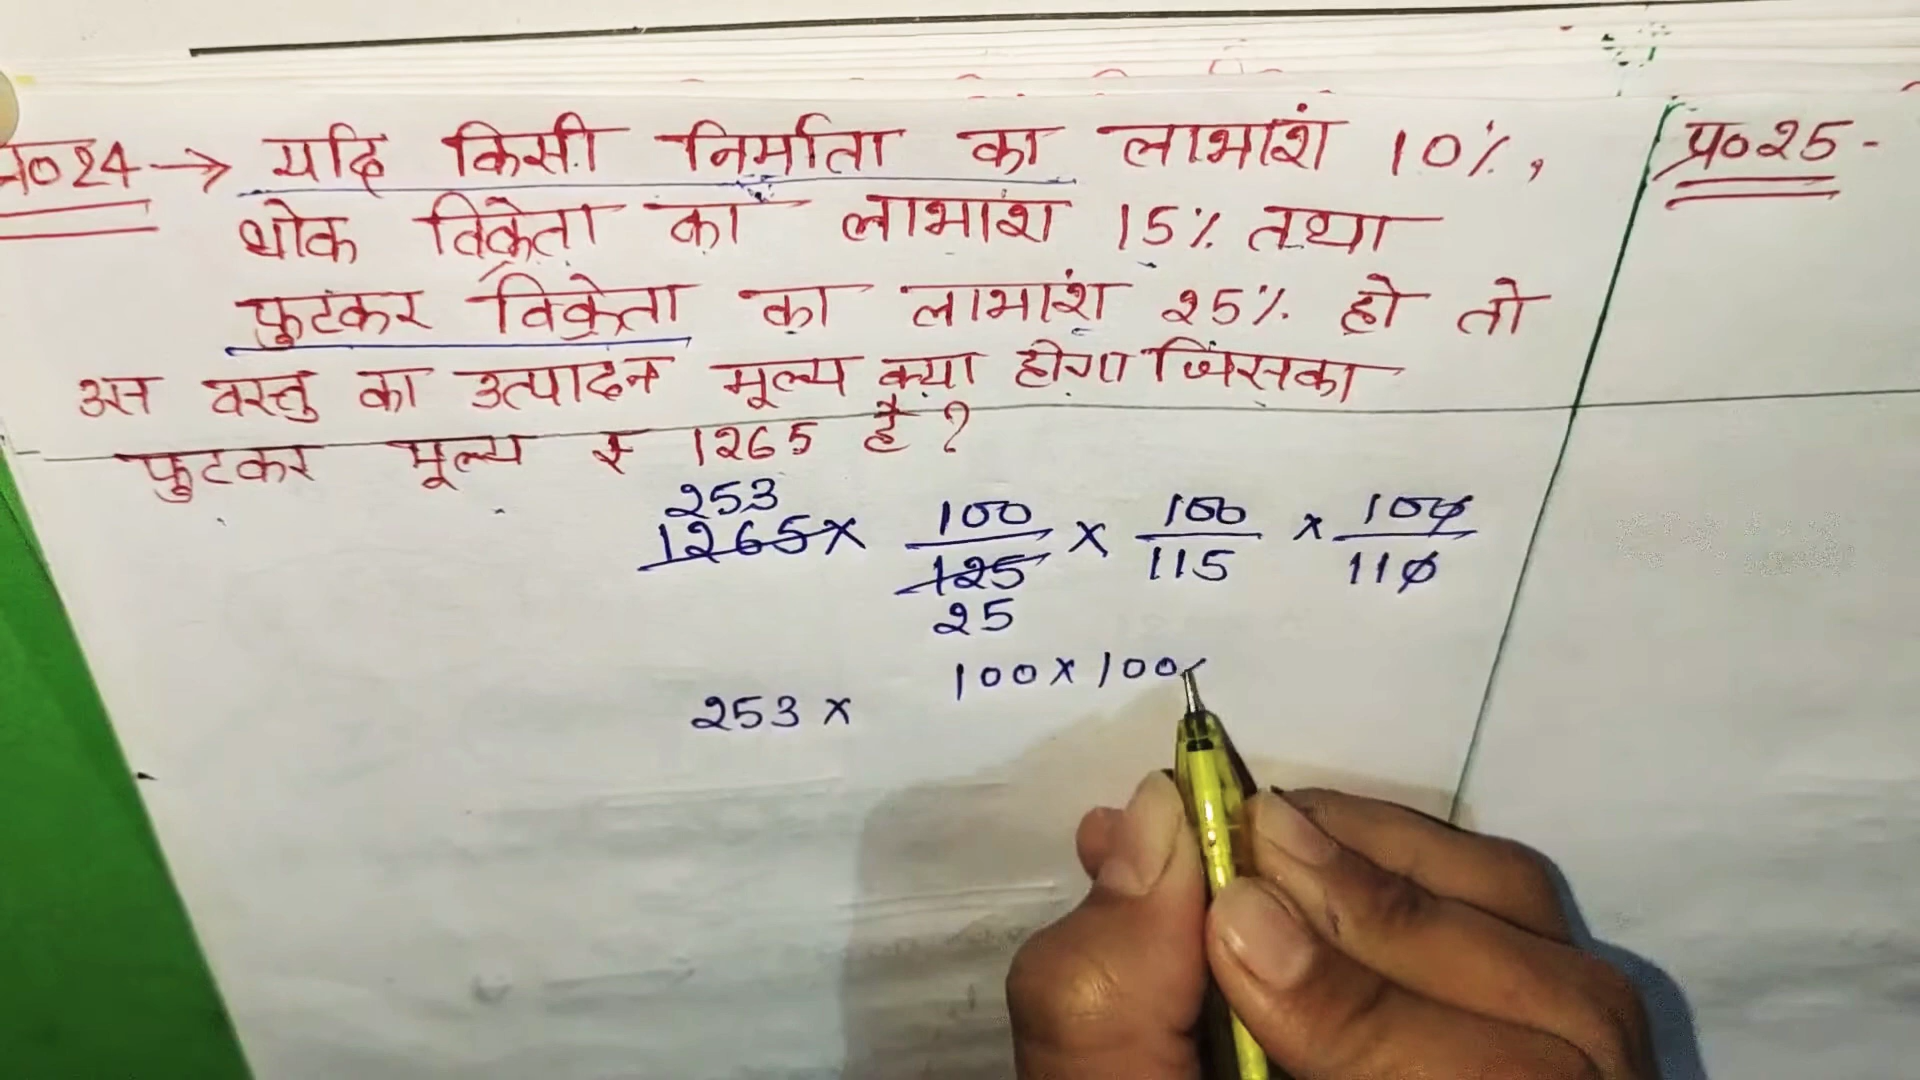 प्र०24 → यदि किसी निर्माता का लाभांश 10%,
थोक विक्रेता का लाभांश 15% तथा
फुटकर विक्रेता का लाभांश 25% हो तो
उस वस्तु का उत्पादन मूल्य क्या होगा जिसका
फुटकर मूल्य ₹ 1265 है ?
प्र०25-
253
1265 × 100/125 × 100/115 × 100/110
25
253 × 100 × 100